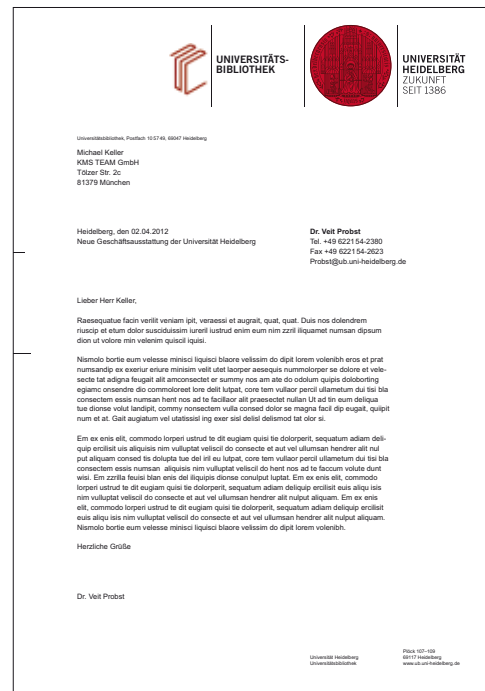 UNIVERSITÄTS-
BIBLIOTHEK
UNIVERSITÄT
HEIDELBERG
ZUKUNFT
SEIT 1386
Universitätsbibliothek, Postfach 10 57 49, 69047 Heidelberg
Michael Keller
KMS TEAM GmbH
Tölzer Str. 2c
81379 München
Heidelberg, den 02.04.2012
Neue Geschäftsausstattung der Universität Heidelberg
Dr. Veit Probst
Tel. +49 622154-2380
Fax +49 622154-2623
Probst@ub.uni-heidelberg.de
Lieber Herr Keller,
Raesequatue facin verilit veniam ipit, veraessi et augrait, quat, quat. Duis nos dolendrem
riuscip et etum dolor susciduissim iureril iustrud enim eum nim zzril iliquamet numsan dipsum
dion ut volore min velenim quiscil iquisi.
Nismolo bortie eum velesse minisci liquisci blaore velissim do dipit lorem volenibh eros et prat
numsandip ex exeriur eriure minisim velit utet laorper aesequis nummolorper se dolore et vele-
secte tat adigna feugait alit amconsectet er summy nos am ate do odolum quipis doloborting
egiamc onsendre dio commoloreet lore delit lutpat, core tem vullaor percil ullametum dui tisi bla
consectem essis numsan hent nos ad te facillaor alit praesectet nullan Ut ad tin eum deliqua
tue dionse volut landipit, commy nonsectem vulla consed dolor se magna facil dip eugait, quipit
num et at. Gait augiatum vel utatissisi ing exer sisl delisi delismod tat olor si.
Em ex enis elit, commodo lorperi ustrud te dit eugiam quisi tie dolorperit, sequatum adiam deli-
quip ercilisit uis aliquisis nim vulluptat veliscil do consecte et aut vel ullumsan hendrer alit nul
put aliquam consed tis dolupta tue del iril eu lutpat, core tem vullaor percil ullametum dui tisi bla
consectem essis numsan aliquisis nim vulluptat veliscil do hent nos ad te faccum volute dunt
wisi. Em zzrilla feuisi blan enis del iliquipis dionse conulput luptat. Em ex enis elit, commodo
lorperi ustrud te dit eugiam quisi tie dolorperit, sequatum adiam deliquip ercilisit euis aliqu isis
nim vulluptat veliscil do consecte et aut vel ullumsan hendrer alit nulput aliquam. Em ex enis
elit, commodo lorperi ustrud te dit eugiam quisi tie dolorperit, sequatum adiam deliquip ercilisit
euis aliqu isis nim vulluptat veliscil do consecte et aut vel ullumsan hendrer alit nulput aliquam.
Nismolo bortie eum velesse minisci liquisci blaore velissim do dipit lorem volenibh.
Herzliche Grüße
Dr. Veit Probst
Universität Heidelberg
Universitätsbibliothek
Plöck 107–109
69117 Heidelberg
www.ub.uni-heidelberg.de